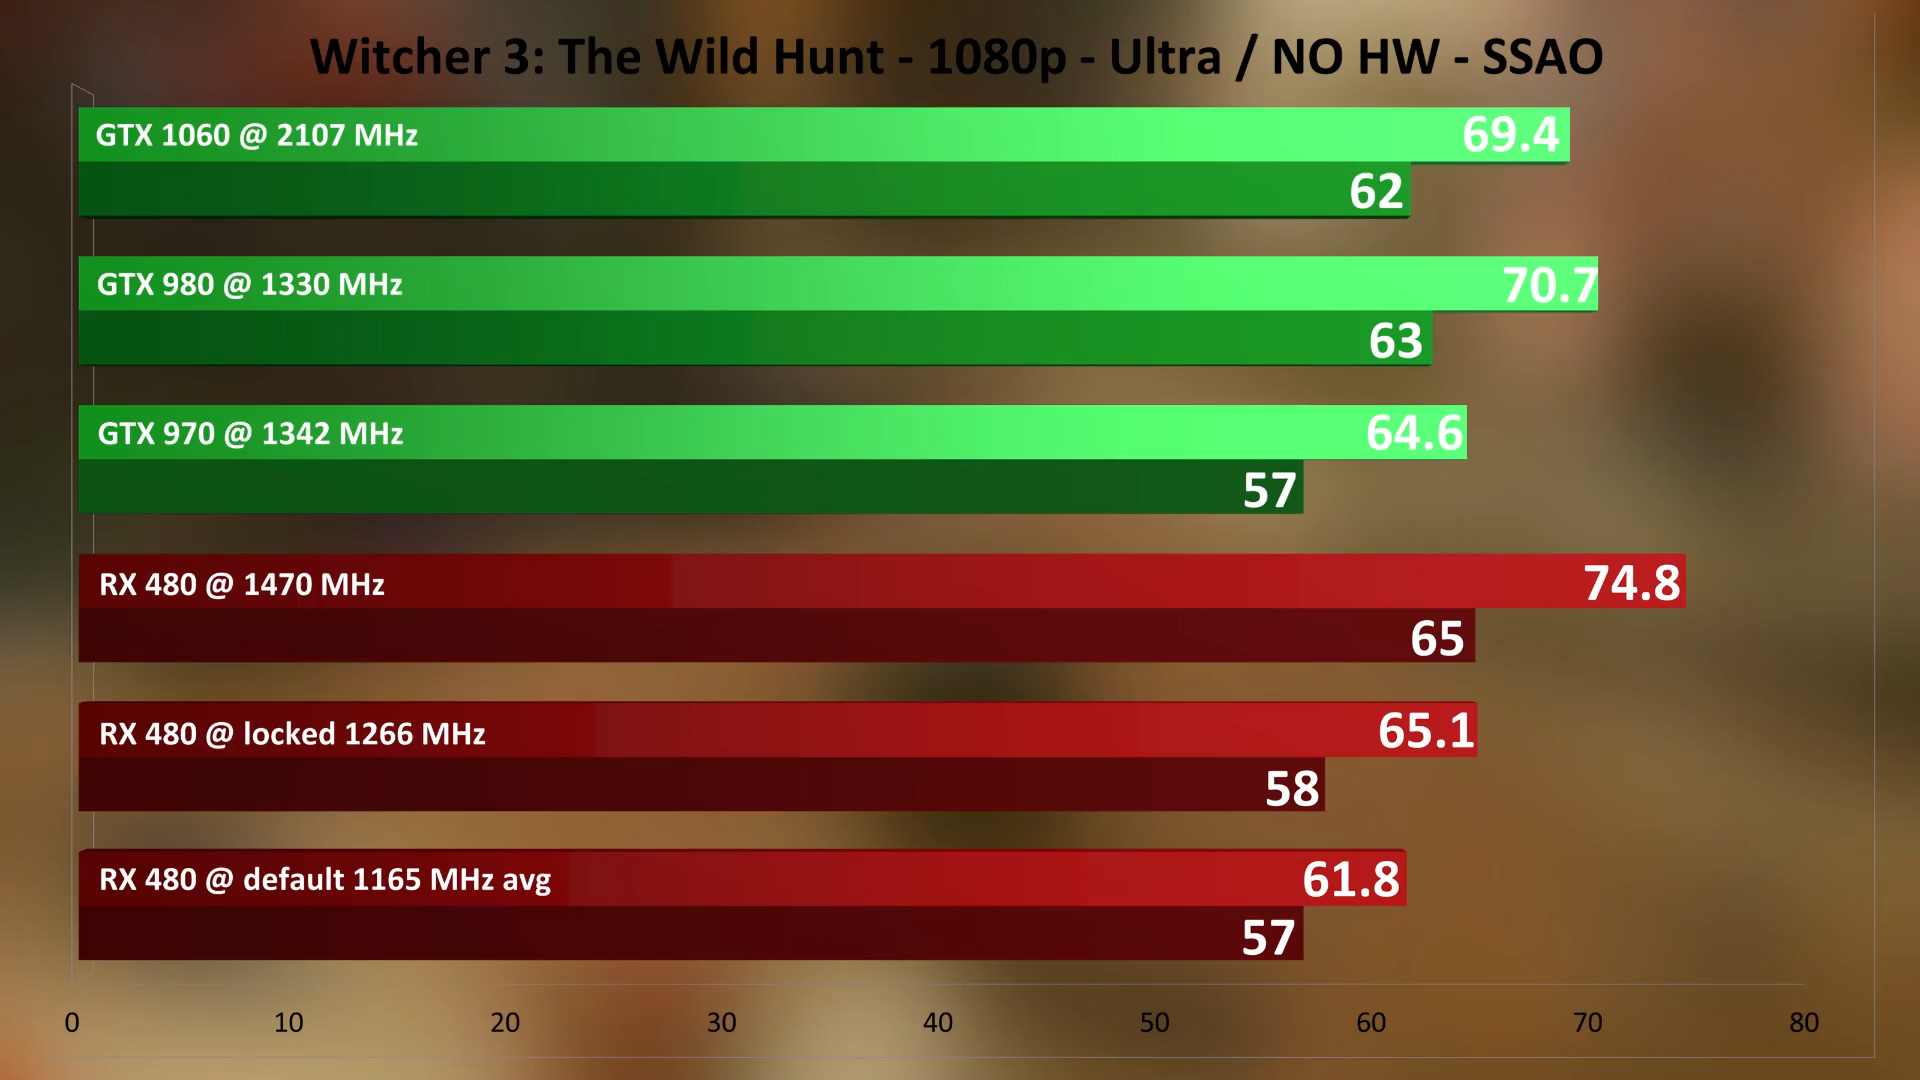 Witcher 3: The Wild Hunt - 1080p - Ultra / NO HW - SSAO
GTX 1060 @ 2107 MHz 69.4
62
GTX 980 @ 1330 MHz 70.7
63
GTX 970 @ 1342 MHz 64.6
57
RX 480 @ 1470 MHz 74.8
65
RX 480 @ locked 1266 MHz 65.1
58
RX 480 @ default 1165 MHz avg 61.8
57
0 10 20 30 40 50 60 70 80